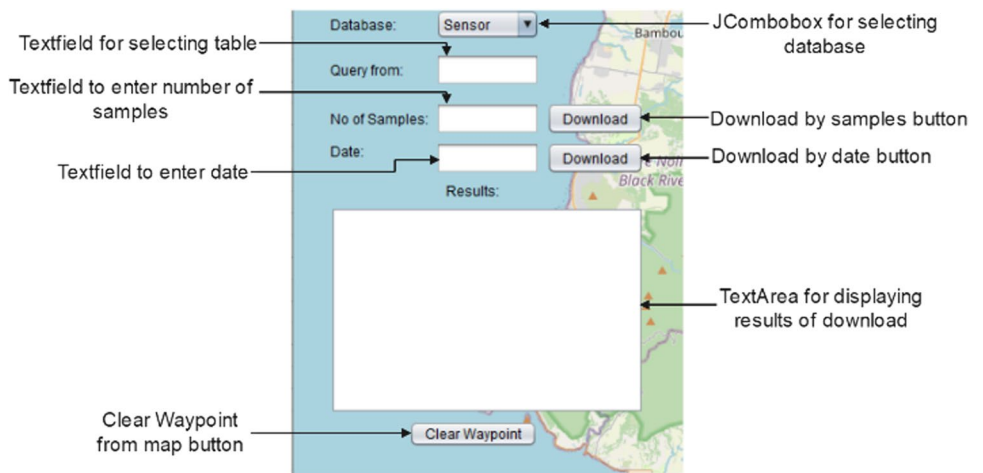 Database:
Sensor
JCombobox for selecting
database
Bambou
Textfield for selecting table
Query from:
Textfield to enter number of
samples
No of Samples:
Download
Download by samples button
Date:
Download
Download by date button
Textfield to enter date
Black Rive
Results:
TextArea for displaying
results of download
Clear Waypoint
from map button
Clear Waypoint